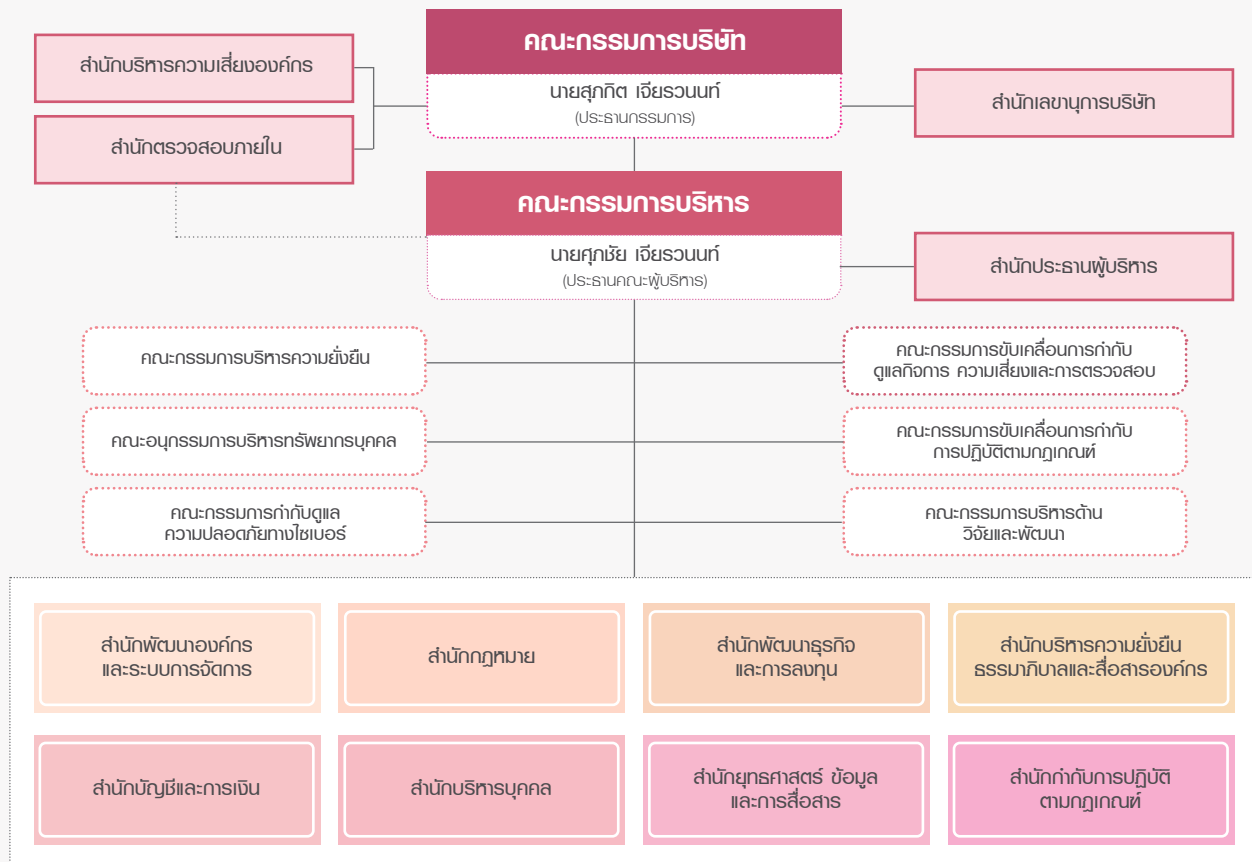 คณะกรรมการบริษัท
นายสุภกิต เจียรวนนท์
(ประธานกรรมการ)
สำนักบริหารความเสี่ยงองค์กร
สำนักตรวจสอบภายใน
สำนักเลขานุการบริษัท
คณะกรรมการบริหาร
นายศุภชัย เจียรวนนท์
(ประธานคณะผู้บริหาร)
สำนักประธานผู้บริหาร
คณะกรรมการบริหารความยั่งยืน
คณะกรรมการขับเคลื่อนการกำกับ
ดูแลกิจการ ความเสี่ยงและการตรวจสอบ
คณะอนุกรรมการบริหารทรัพยากรบุคคล
คณะกรรมการขับเคลื่อนการกำกับ
การปฏิบัติตามกฎเกณฑ์
คณะกรรมการกำกับดูแล
ความปลอดภัยทางไซเบอร์
คณะกรรมการบริหารด้าน
วิจัยและพัฒนา
สำนักพัฒนาองค์กร
และระบบการจัดการ
สำนักกฎหมาย
สำนักพัฒนาธุรกิจ
และการลงทุน
สำนักบริหารความยั่งยืน
ธรรมาภิบาลและสื่อสารองค์กร
สำนักบัญชีและการเงิน
สำนักบริหารบุคคล
สำนักยุทธศาสตร์ ข้อมูล
และการสื่อสาร
สำนักกำกับการปฏิบัติ
ตามกฎเกณฑ์